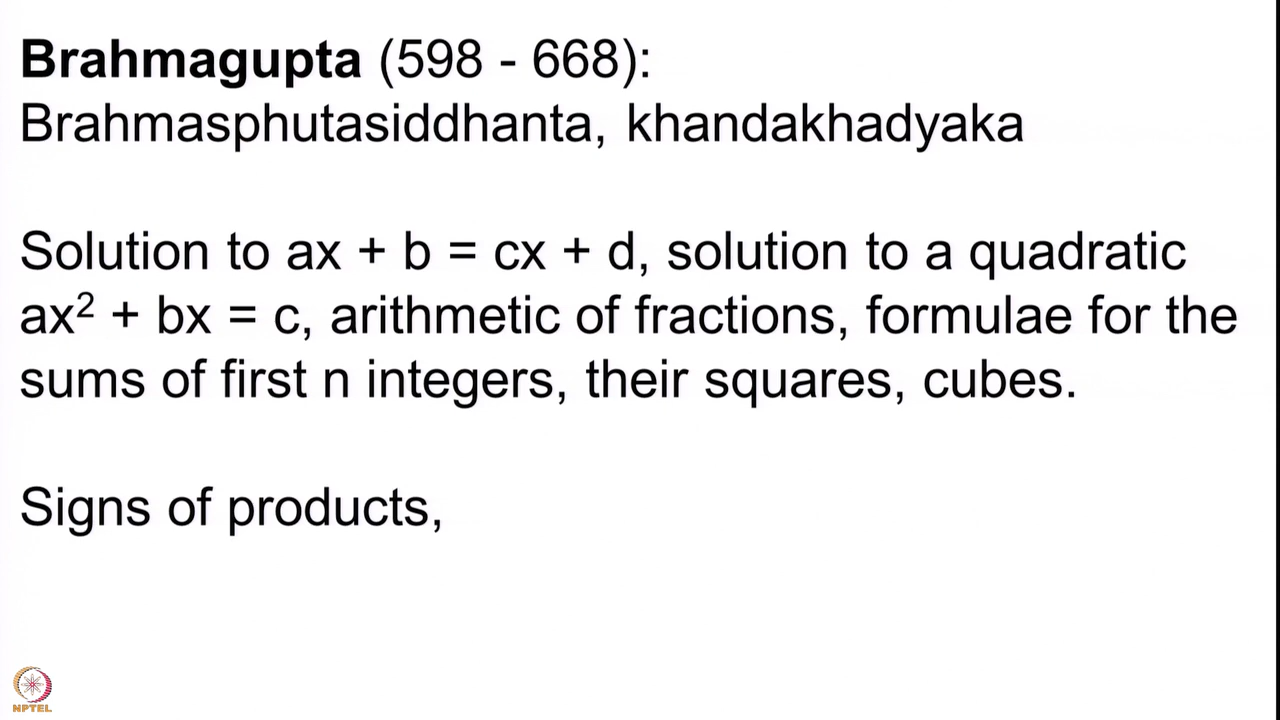 Brahmagupta (598 - 668):
Brahmasphutasiddhanta, khandakhadyaka
Solution to ax + b = cx + d, solution to a quadratic
ax² + bx = c, arithmetic of fractions, formulae for the
sums of first n integers, their squares, cubes.
Signs of products,
NPTEL